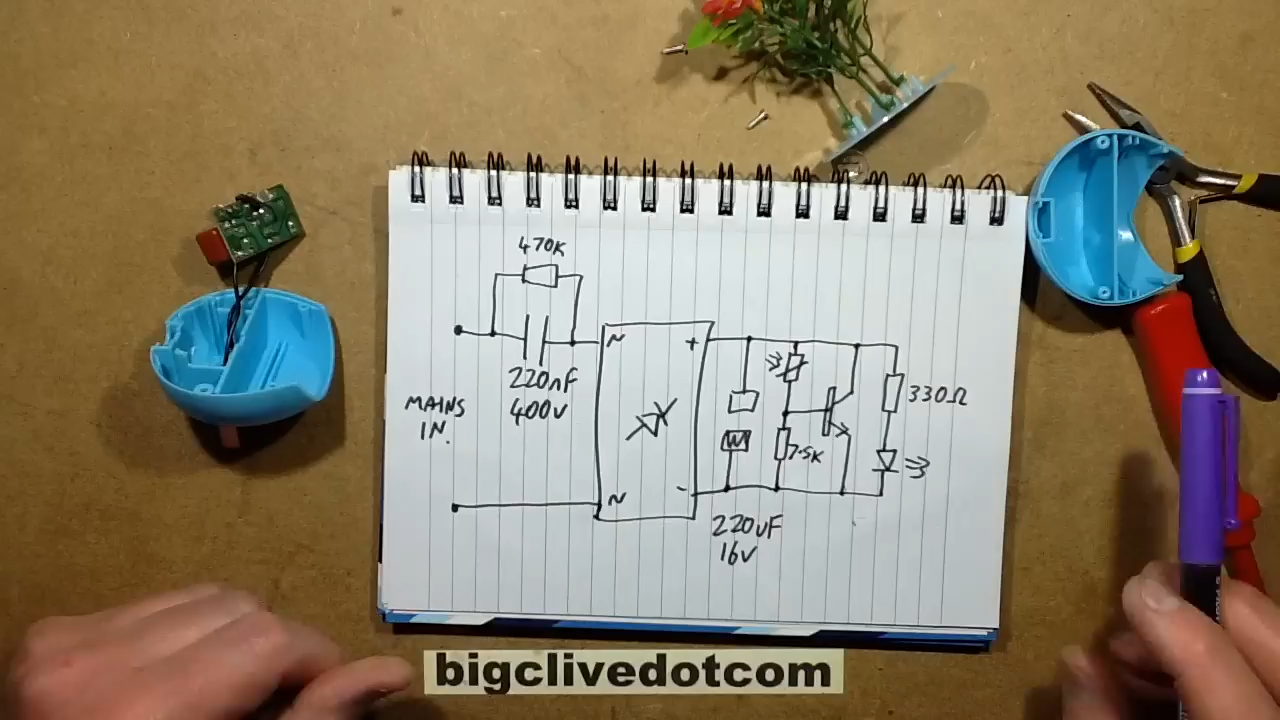 470K
220nF
400V
MAINS
IN.
~
+
~
-
7.5K
330Ω
220uF
16V
bigclivedotcom